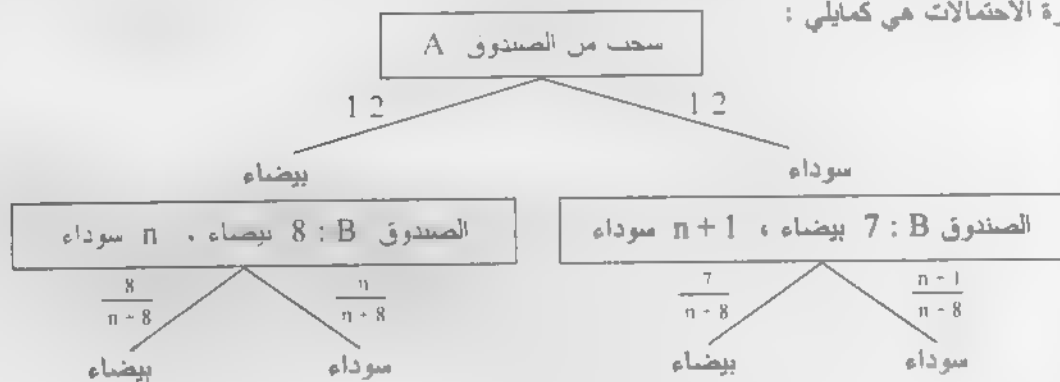 رة الاحتمالات هي كمايلي :
سحب من الصندوق A
1 2 1 2
بيضاء سوداء
الصندوق B : 8 بيضاء ، n سوداء
الصندوق B : 7 بيضاء ، n + 1 سوداء
8/n + 8 n/n + 8 7/n + 8 n + 1/n + 8
بيضاء سوداء بيضاء سوداء